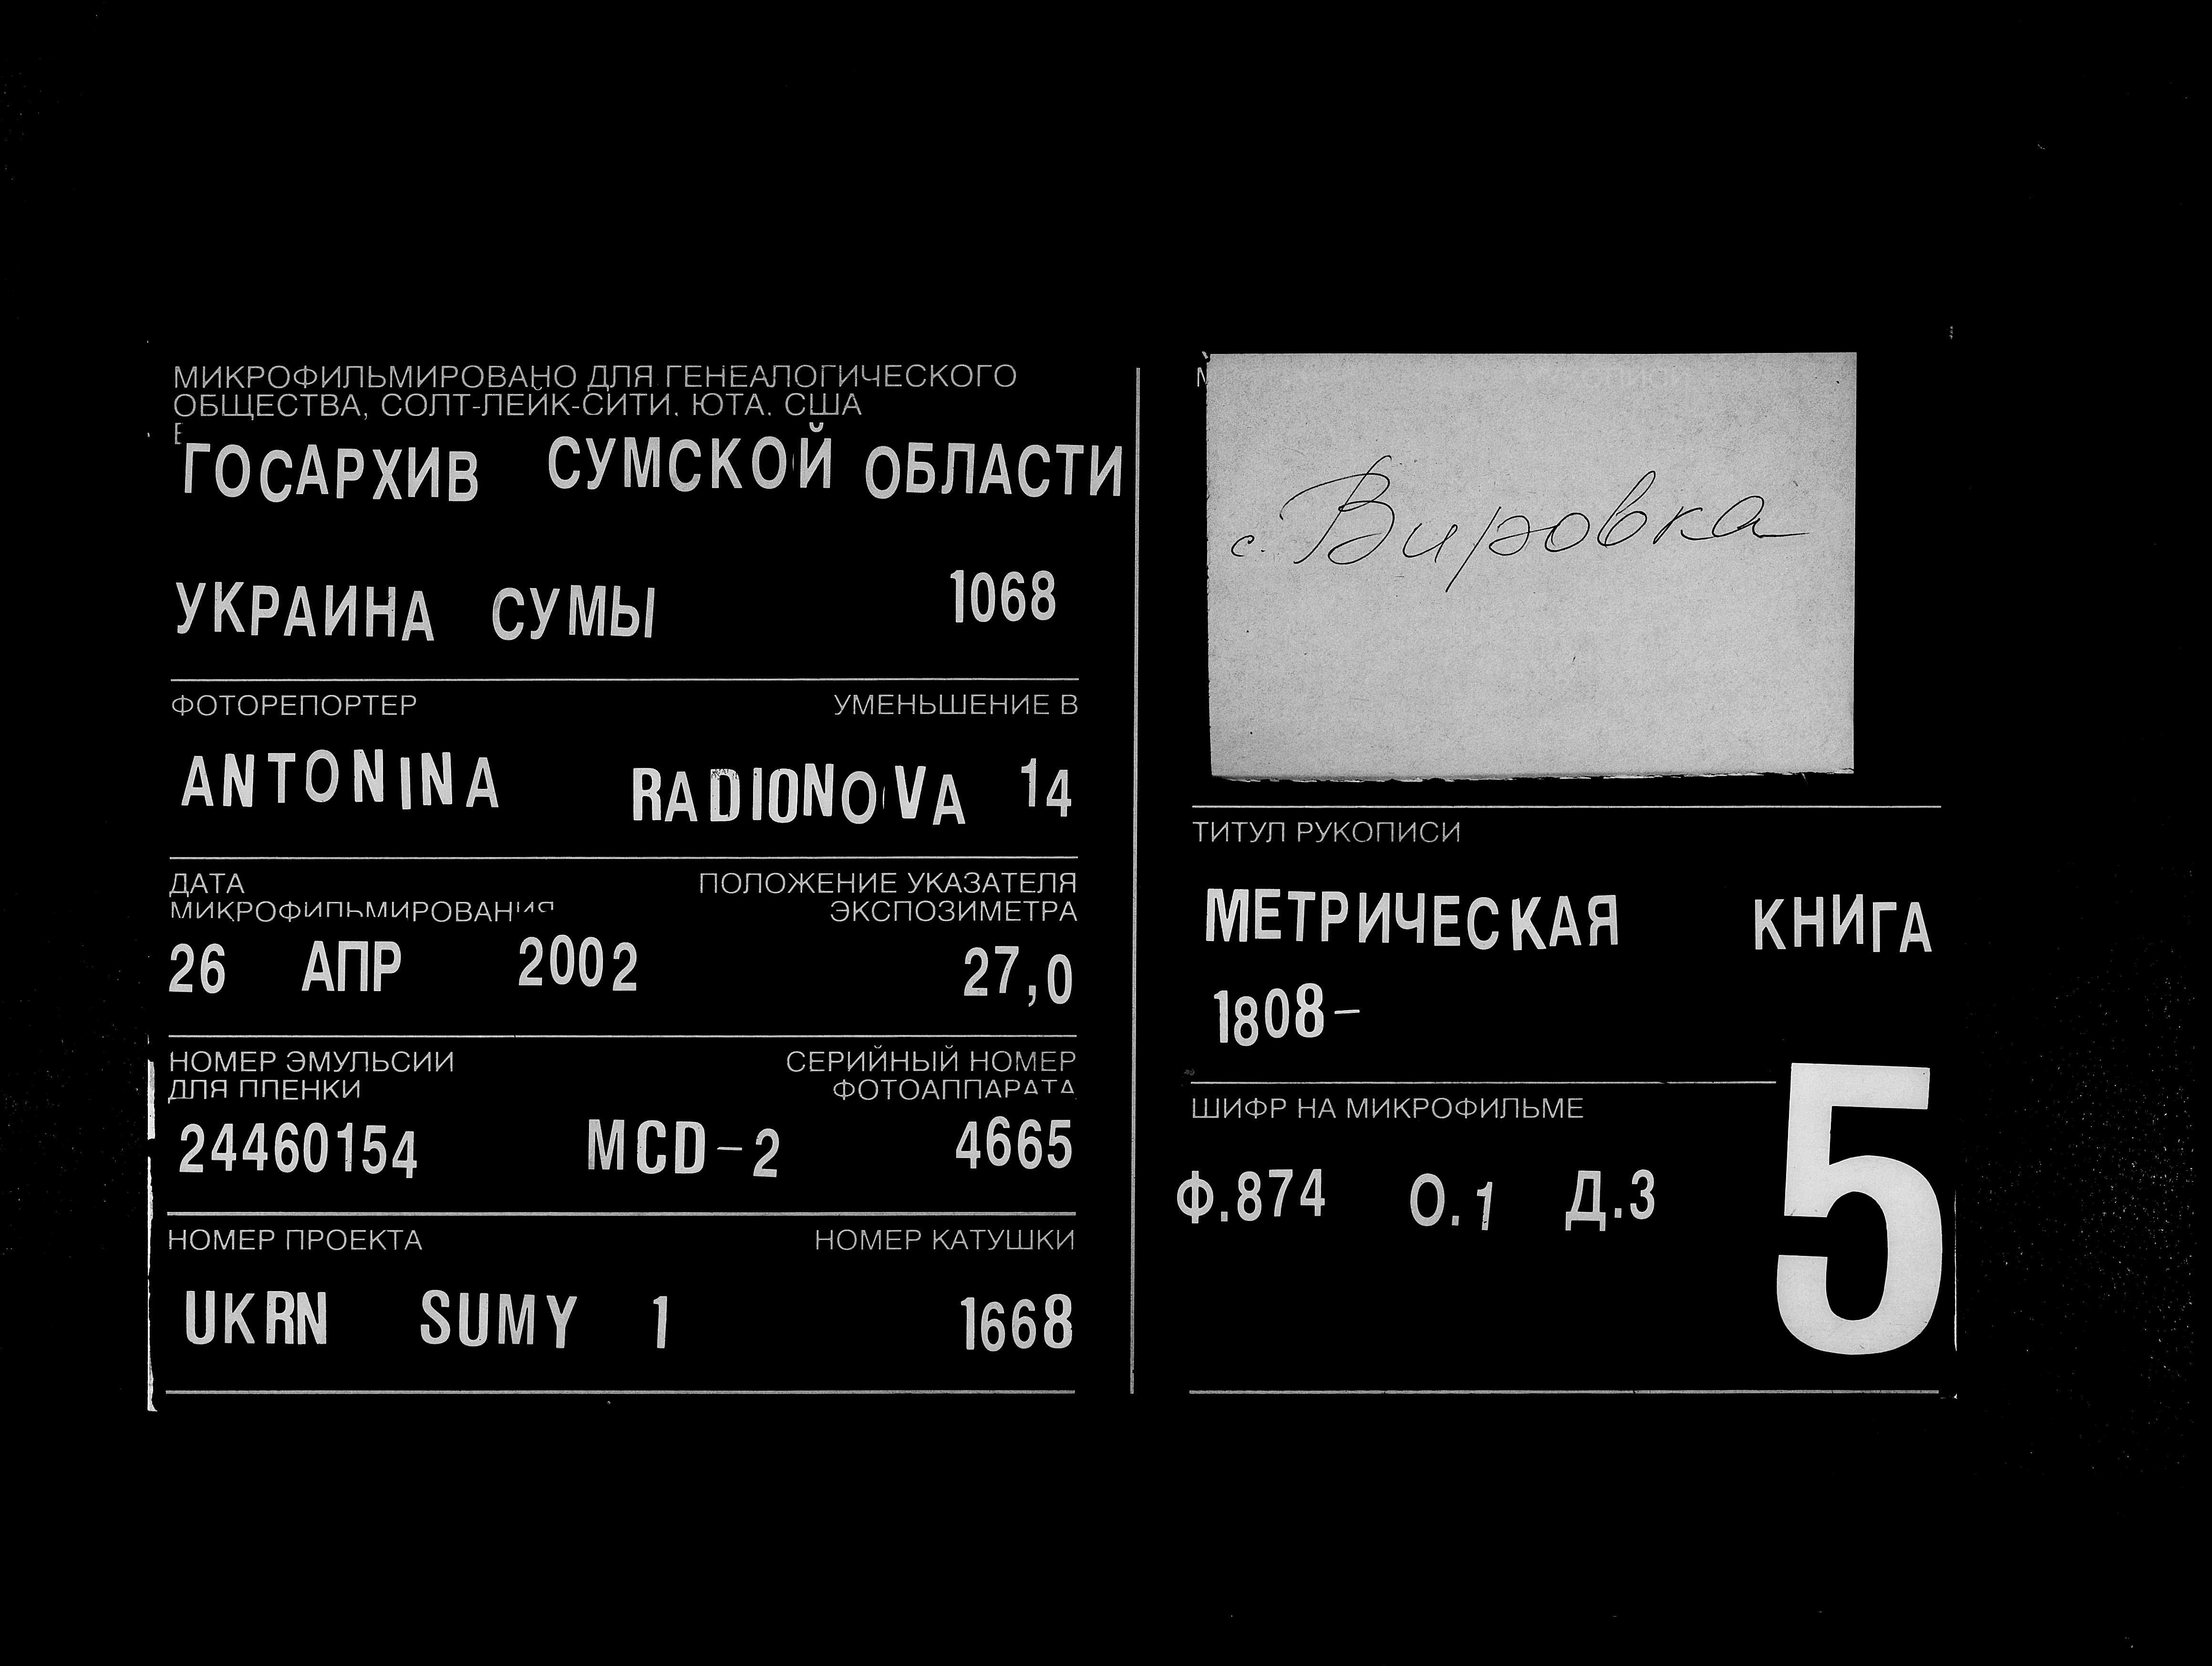 МИКРОФИЛЬМИРОВАНО ДЛЯ ГЕНЕАЛОГИЧЕСКОГО
ОБЩЕСТВА, СОЛТ-ЛЕЙК-СИТИ, ЮТА, США
ГОСАРХИВ СУМСКОЙ ОБЛАСТИ
УКРАИНА СУМЫ 1068
ФОТОРЕПОРТЕР УМЕНЬШЕНИЕ В
ANTONINA RADIONOVA 14
ДАТА ПОЛОЖЕНИЕ УКАЗАТЕЛЯ
МИКРОФИЛЬМИРОВАНИЯ ЭКСПОЗИМЕТРА
26 АПР 2002 27,0
НОМЕР ЭМУЛЬСИИ СЕРИЙНЫЙ НОМЕР
ДЛЯ ПЛЕНКИ ФОТОАППАРАТА
24460154 MCD-2 4665
НОМЕР ПРОЕКТА НОМЕР КАТУШКИ
UKRN SUMY 1 1668
с. Вировка
ТИТУЛ РУКОПИСИ
МЕТРИЧЕСКАЯ КНИГА
1808-
ШИФР НА МИКРОФИЛЬМЕ
Ф.874 О.1 Д.3
5